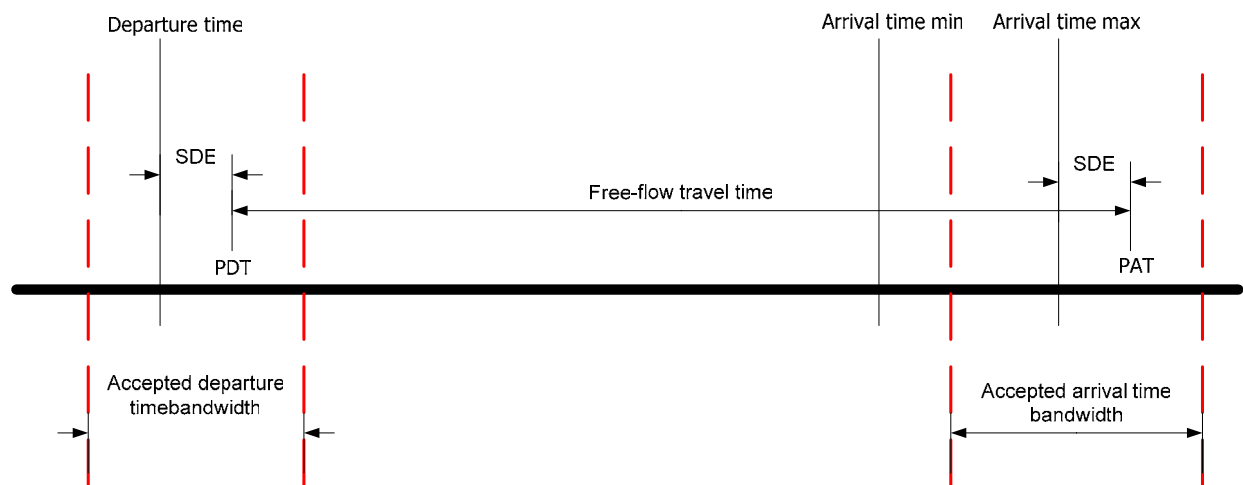 Departure time
Arrival time min
Arrival time max
SDE
SDE
Free-flow travel time
PDT
PAT
Accepted departure
timebandwidth
Accepted arrival time
bandwidth